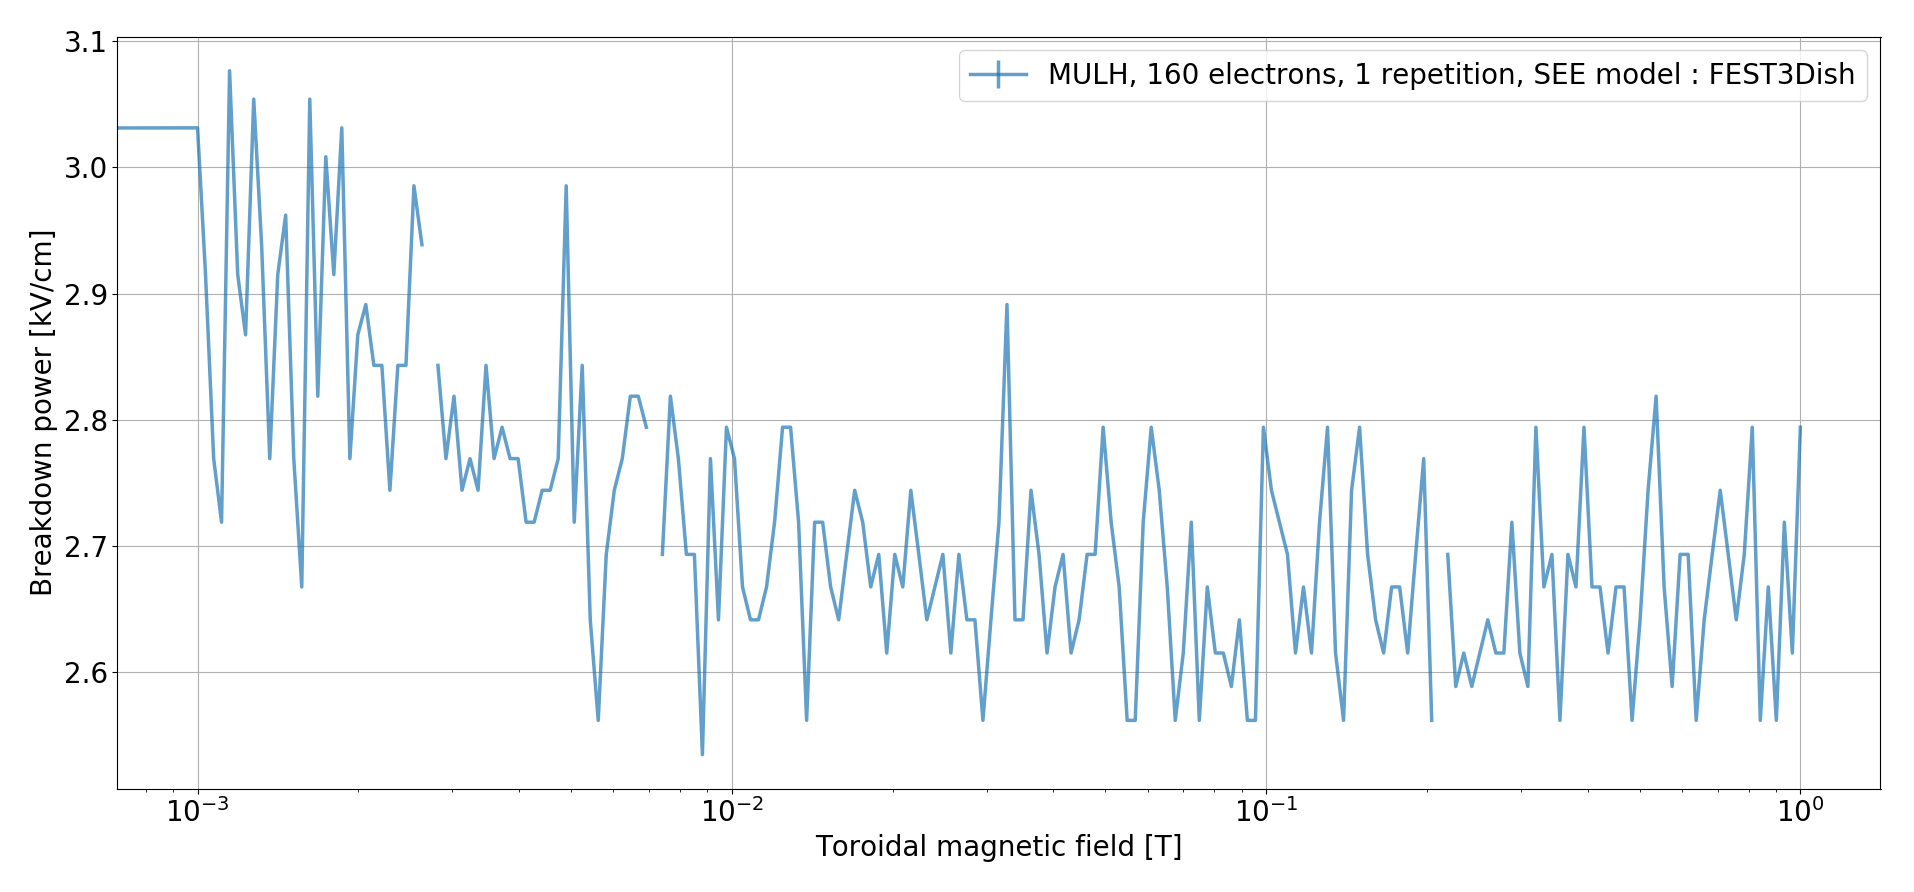 MULH, 160 electrons, 1 repetition, SEE model : FEST3Dish
Breakdown power [kV/cm]
3.1
3.0
2.9
2.8
2.7
2.6
10⁻³ 10⁻² 10⁻¹ 10⁰
Toroidal magnetic field [T]